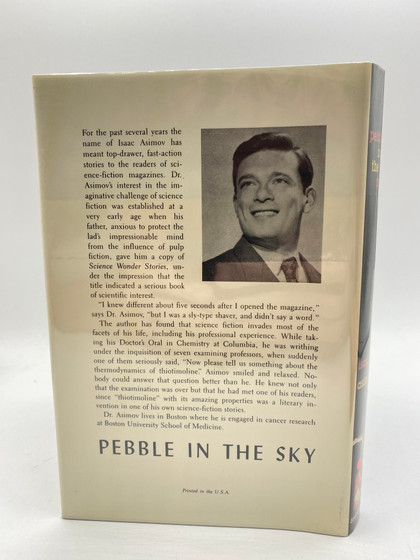 For the past several years the
name of Isaac Asimov has
meant top-drawer, fast-action
stories to the readers of sci-
ence-fiction magazines. Dr.
Asimov's interest in the im-
aginative challenge of science
fiction was established at a
very early age when his
father, anxious to protect the
lad's impressionable mind
from the influence of pulp
fiction, gave him a copy of
Science Wonder Stories, un-
der the impression that the
title indicated a serious book
of scientific interest.
"I knew different about five seconds after I opened the magazine,"
says Dr. Asimov, "but I was a sly-type shaver, and didn't say a word."
The author has found that science fiction invades most of the
facets of his life, including his professional experience. While tak-
ing his Doctor's Oral in Chemistry at Columbia, he was writhing
under the inquisition of seven examining professors, when suddenly
one of them seriously said, "Now please tell us something about the
thermodynamics of thiotimoline." Asimov smiled and relaxed. No-
body could answer that question better than he. He knew not only
that the examination was over but that he had met one of his readers,
since "thiotimoline" with its amazing properties was a literary in-
vention in one of his own science-fiction stories.
Dr. Asimov lives in Boston where he is engaged in cancer research
at Boston University School of Medicine.
PEBBLE IN THE SKY
Printed in the U.S.A.